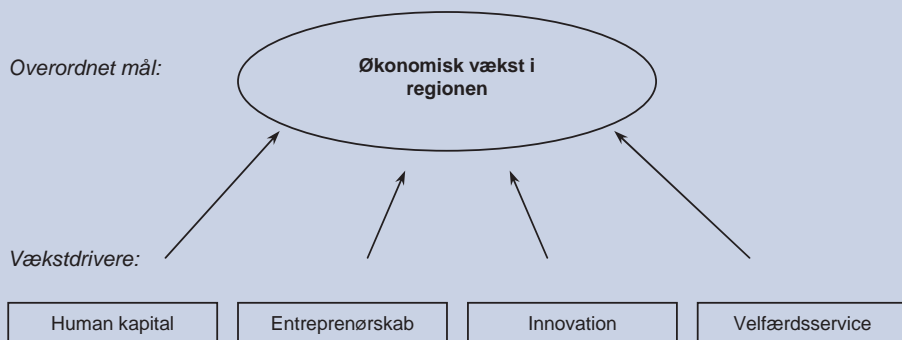 Overordnet mål:
Økonomisk vækst i
regionen
Vækstdrivere:
Human kapital
Entreprenørskab
Innovation
Velfærdsservice